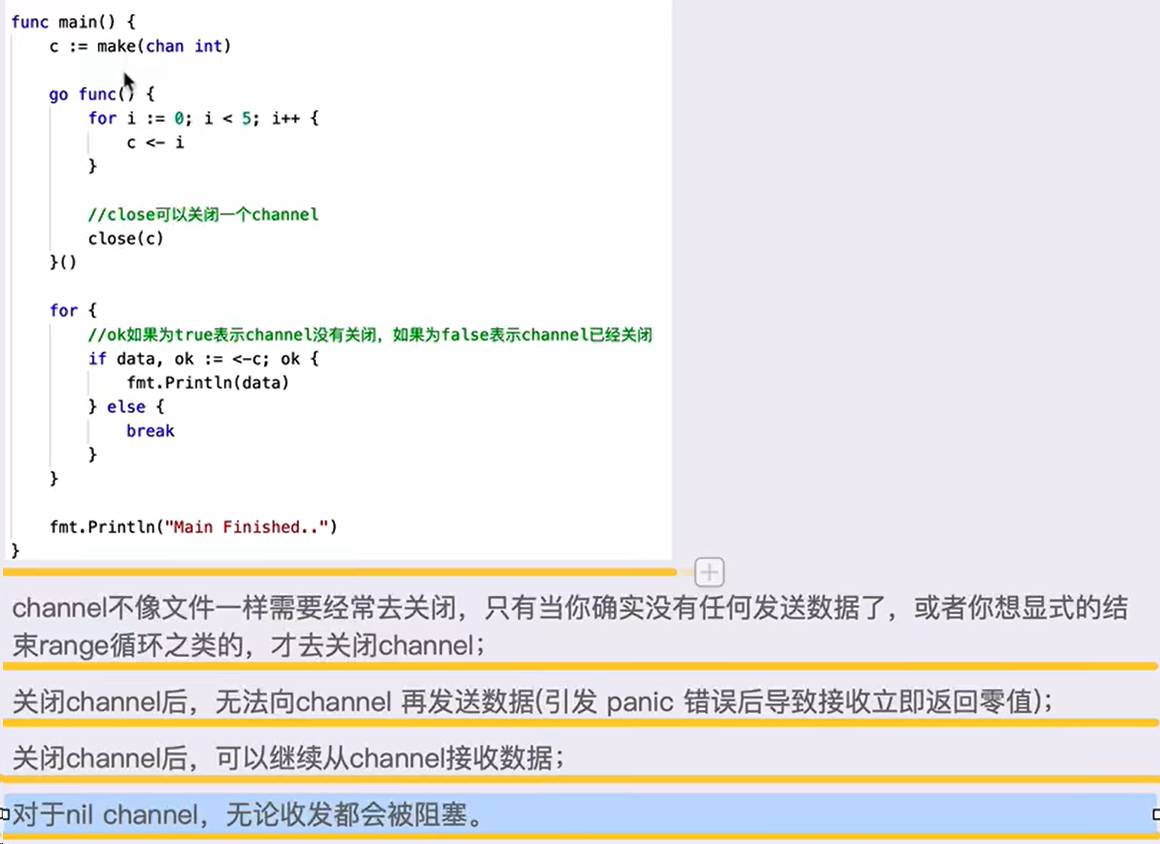 func main() {
    c := make(chan int)
    go func() {
        for i := 0; i < 5; i++ {
            c <- i
        }
        //close可以关闭一个channel
        close(c)
    }()
    for {
        //ok如果为true表示channel没有关闭，如果为false表示channel已经关闭
        if data, ok := <-c; ok {
            fmt.Println(data)
        } else {
            break
        }
    }
    fmt.Println("Main Finished..")
}
channel不像文件一样需要经常去关闭，只有当你确实没有任何发送数据了，或者你想显式的结
束range循环之类的，才去关闭channel；
关闭channel后，无法向channel 再发送数据(引发 panic 错误后导致接收立即返回零值)；
关闭channel后，可以继续从channel接收数据；
对于nil channel，无论收发都会被阻塞。